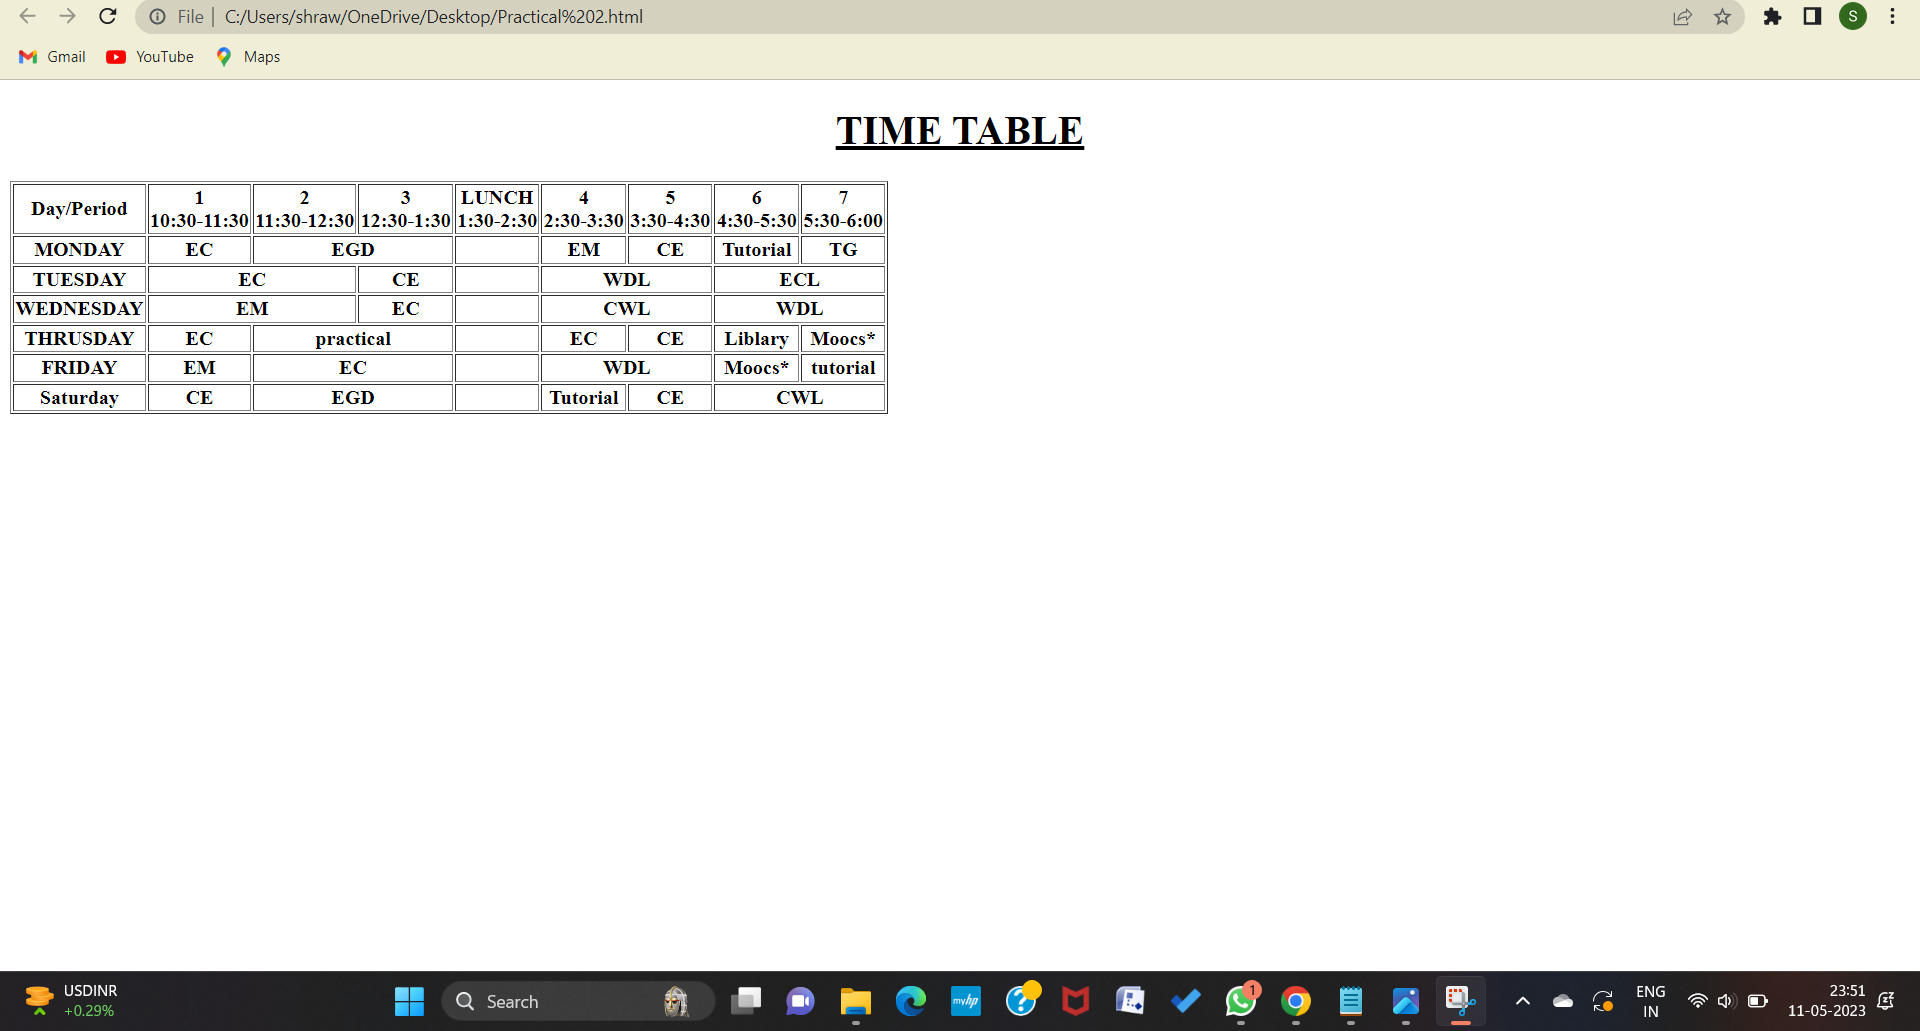 File | C:/Users/shraw/OneDrive/Desktop/Practical%202.html
S
Gmail YouTube Maps
TIME TABLE
Day/Period 1 10:30-11:30 2 11:30-12:30 3 12:30-1:30 LUNCH 1:30-2:30 4 2:30-3:30 5 3:30-4:30 6 4:30-5:30 7 5:30-6:00
MONDAY EC EGD EM CE Tutorial TG
TUESDAY EC CE WDL ECL
WEDNESDAY EM EC CWL WDL
THRUSDAY EC practical EC CE Liblary Moocs*
FRIDAY EM EC WDL Moocs* tutorial
Saturday CE EGD Tutorial CE CWL
USDINR
+0.29%
Search
myhp
?
1
ENG
IN
23:51
11-05-2023